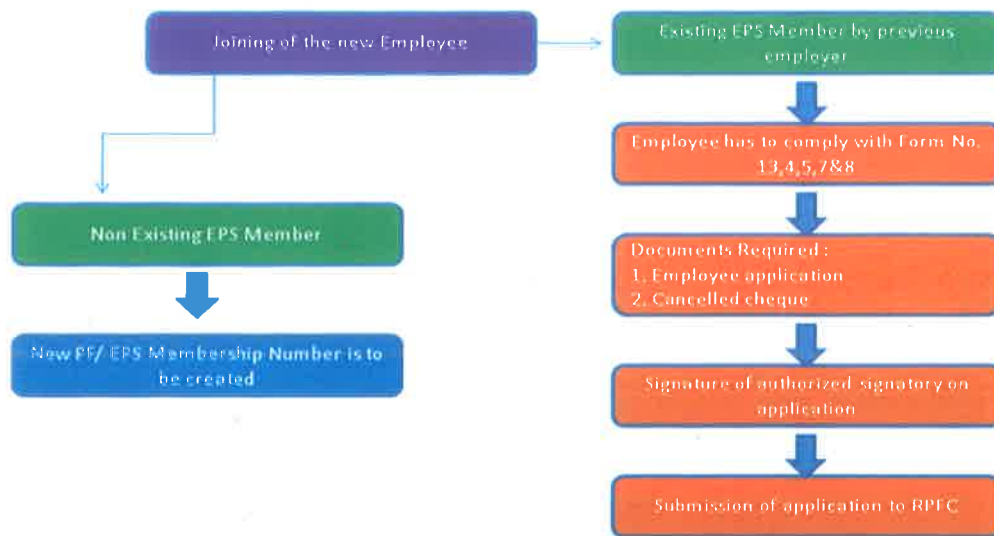 Joining of the new Employee
Existing EPS Member by previous
employer
Employee has to comply with Form No.
13,4,5,7&8
Non Existing EPS Member
Documents Required :
1. Employee application
2. Cancelled cheque
New PF/ EPS Membership Number is to
be created
Signature of authorized signatory on
application
Submission of application to RPFC